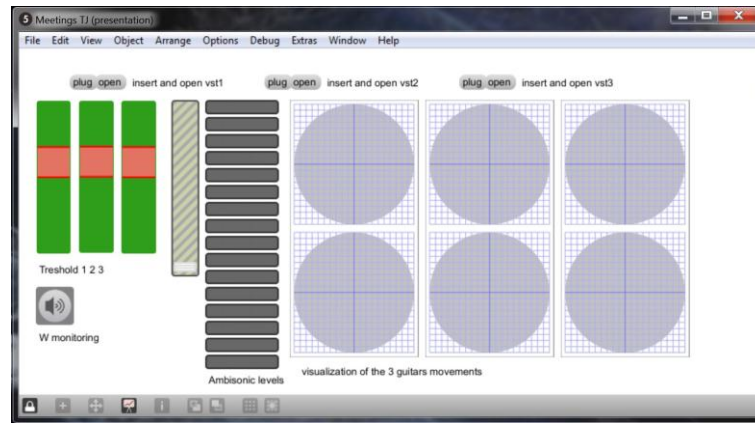 Meetings TJ (presentation)
File Edit View Object Arrange Options Debug Extras Window Help
plug open insert and open vst1 plug open insert and open vst2 plug open insert and open vst3
Treshold 1 2 3
W monitoring
Ambisonic levels
visualization of the 3 guitars movements